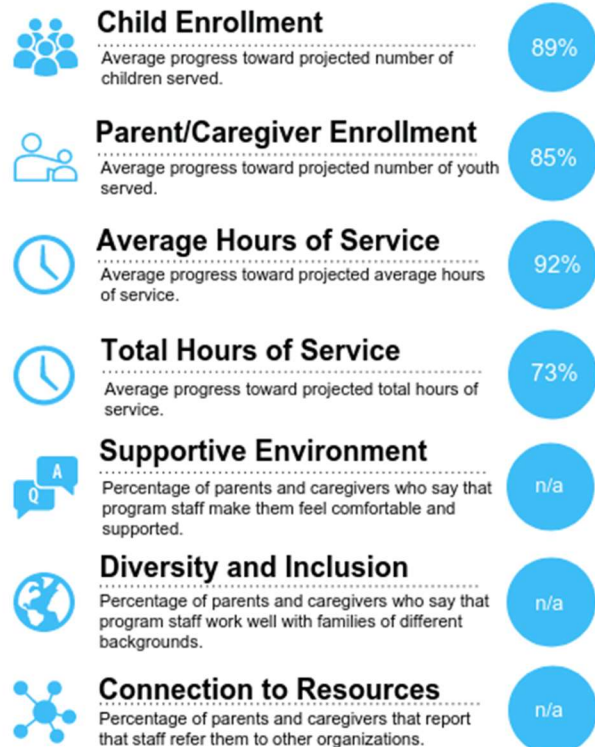 Child Enrollment
Average progress toward projected number of
children served.
89%
Parent/Caregiver Enrollment
Average progress toward projected number of youth
served.
85%
Average Hours of Service
Average progress toward projected average hours
of service.
92%
Total Hours of Service
Average progress toward projected total hours of
service.
73%
Supportive Environment
Percentage of parents and caregivers who say that
program staff make them feel comfortable and
supported.
Q
A
n/a
Diversity and Inclusion
Percentage of parents and caregivers who say that
program staff work well with families of different
backgrounds.
n/a
Connection to Resources
Percentage of parents and caregivers that report
that staff refer them to other organizations.
n/a